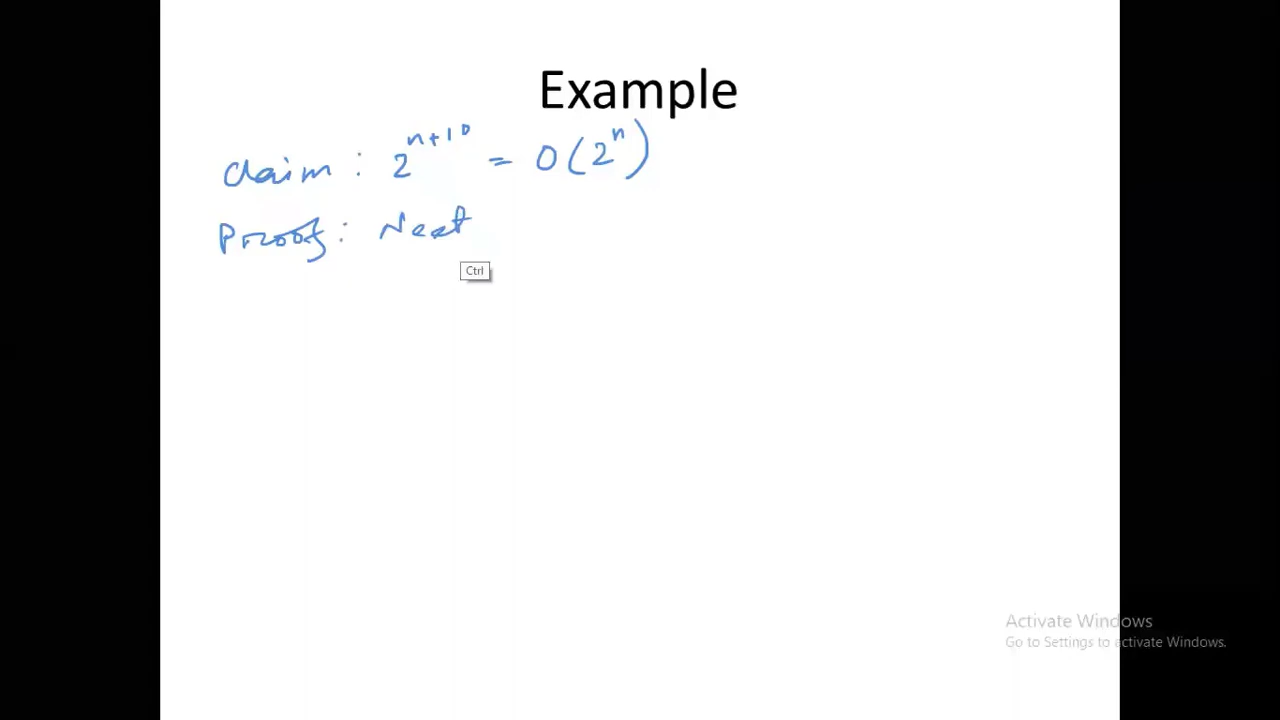 Example
Claim : 2^{n+10} = O(2^n)
Proof : Need
Ctrl
Activate Windows
Go to Settings to activate Windows.